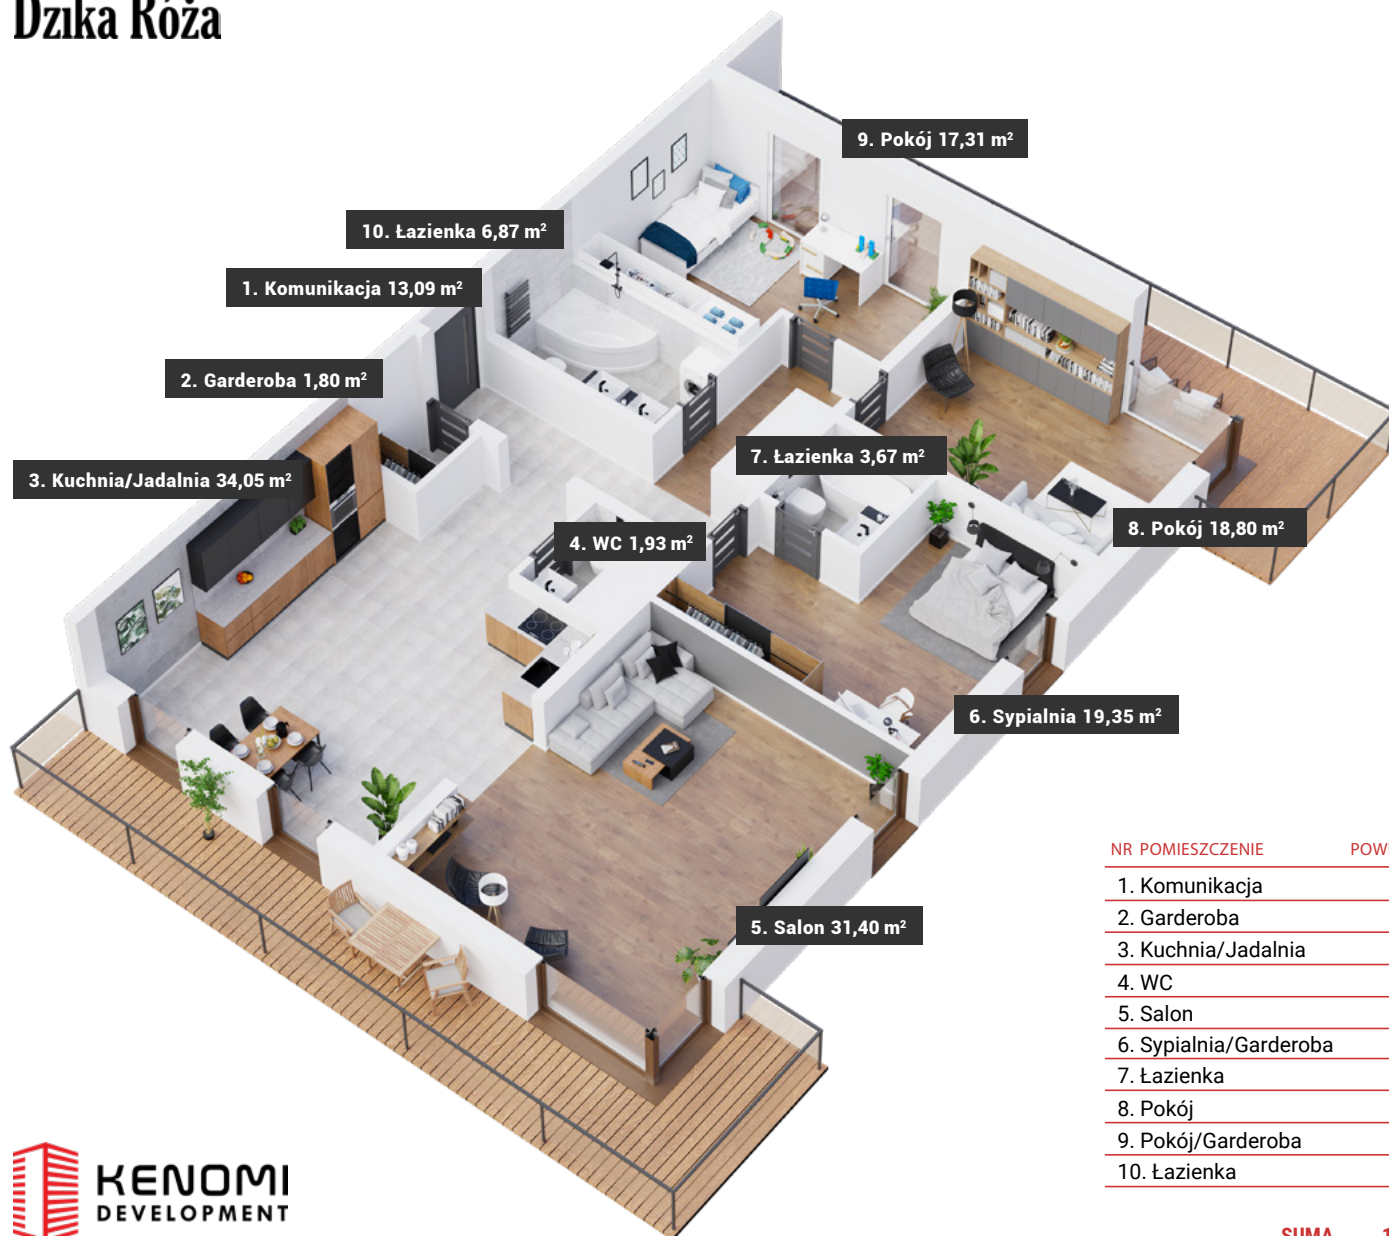 Dzika Róża
9. Pokój 17,31 m²
10. Łazienka 6,87 m²
1. Komunikacja 13,09 m²
2. Garderoba 1,80 m²
3. Kuchnia/Jadalnia 34,05 m²
7. Łazienka 3,67 m²
4. WC 1,93 m²
8. Pokój 18,80 m²
6. Sypialnia 19,35 m²
5. Salon 31,40 m²
NR POMIESZCZENIE POW
1. Komunikacja
2. Garderoba
3. Kuchnia/Jadalnia
4. WC
5. Salon
6. Sypialnia/Garderoba
7. Łazienka
8. Pokój
9. Pokój/Garderoba
10. Łazienka
SUMA 1
KENOMI
DEVELOPMENT